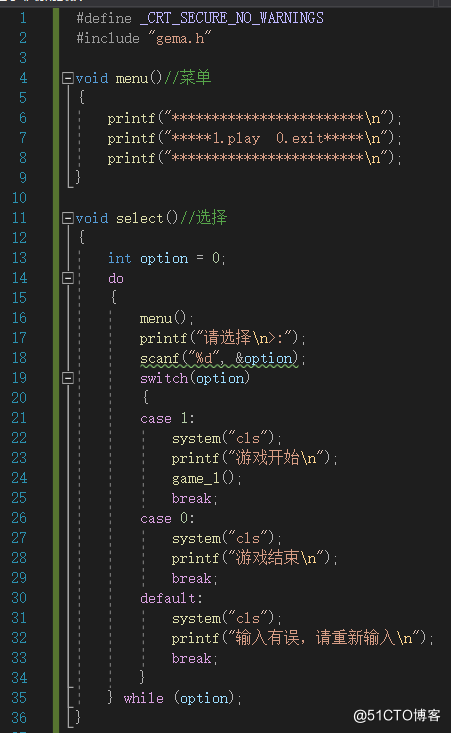 1 #define _CRT_SECURE_NO_WARNINGS
2 #include "gema.h"
3
4 void menu()//菜单
5 {
6 printf("************************\n");
7 printf("*****1.play  0.exit*****\n");
8 printf("************************\n");
9 }
10
11 void select()//选择
12 {
13 int option = 0;
14 do
15 {
16 menu();
17 printf("请选择\n>:");
18 scanf("%d", &option);
19 switch(option)
20 {
21 case 1:
22 system("cls");
23 printf("游戏开始\n");
24 game_1();
25 break;
26 case 0:
27 system("cls");
28 printf("游戏结束\n");
29 break;
30 default:
31 system("cls");
32 printf("输入有误，请重新输入\n");
33 break;
34 }
35 } while (option);
36 }
@51CTO博客